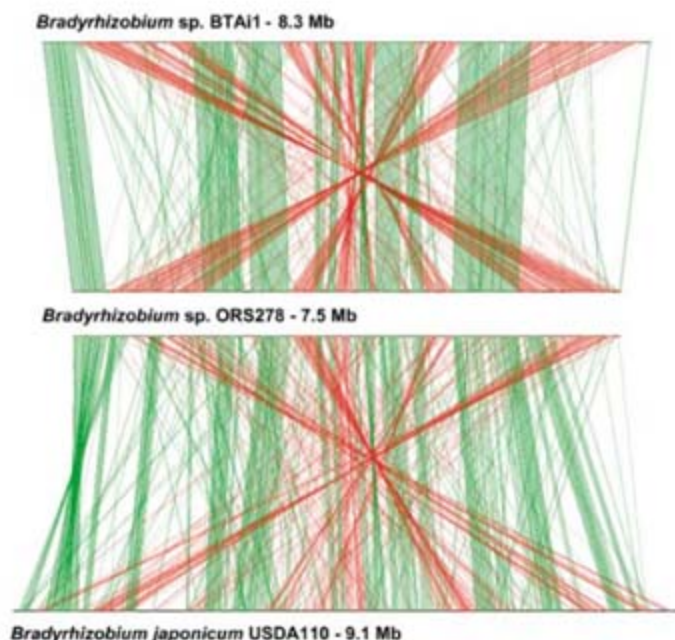 Bradyrhizobium sp. BTAi1 - 8.3 Mb
Bradyrhizobium sp. ORS278 - 7.5 Mb
Bradyrhizobium japonicum USDA110 - 9.1 Mb